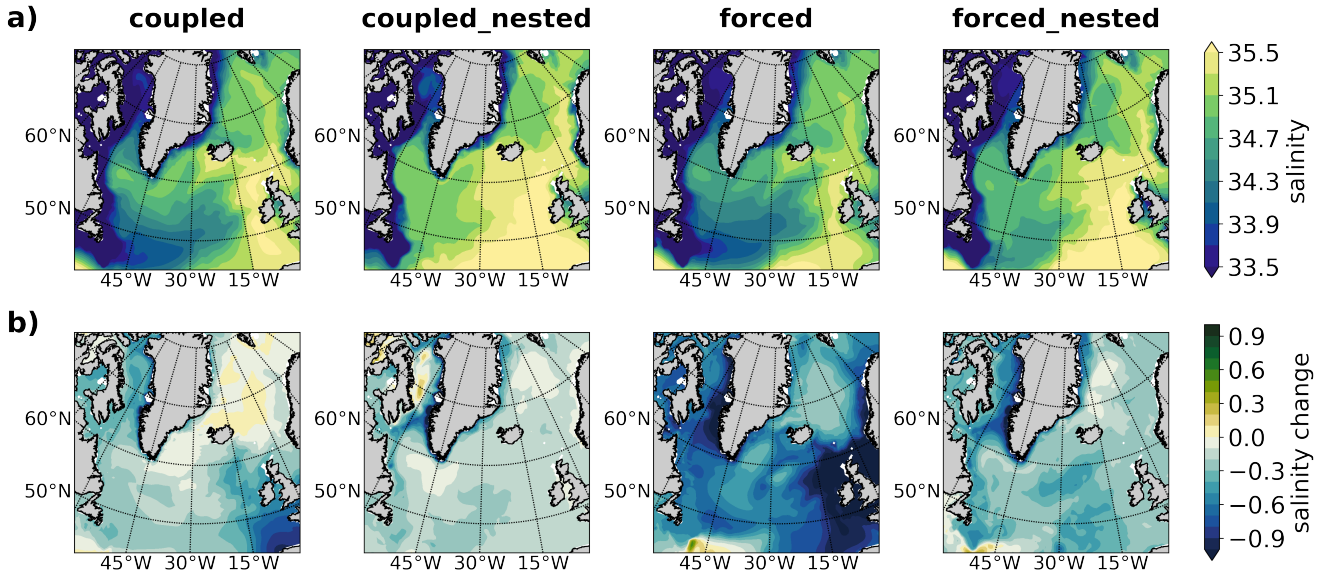 a) coupled coupled_nested forced forced_nested
35.5
35.1
60°N 60°N 60°N 60°N
34.7
salinity
34.3
50°N 50°N 50°N 50°N
33.9
33.5
45°W 30°W 15°W 45°W 30°W 15°W 45°W 30°W 15°W 45°W 30°W 15°W
b)
0.9
0.6
0.3
60°N 60°N 60°N 60°N
0.0
salinity change
−0.3
50°N 50°N 50°N 50°N
−0.6
−0.9
45°W 30°W 15°W 45°W 30°W 15°W 45°W 30°W 15°W 45°W 30°W 15°W